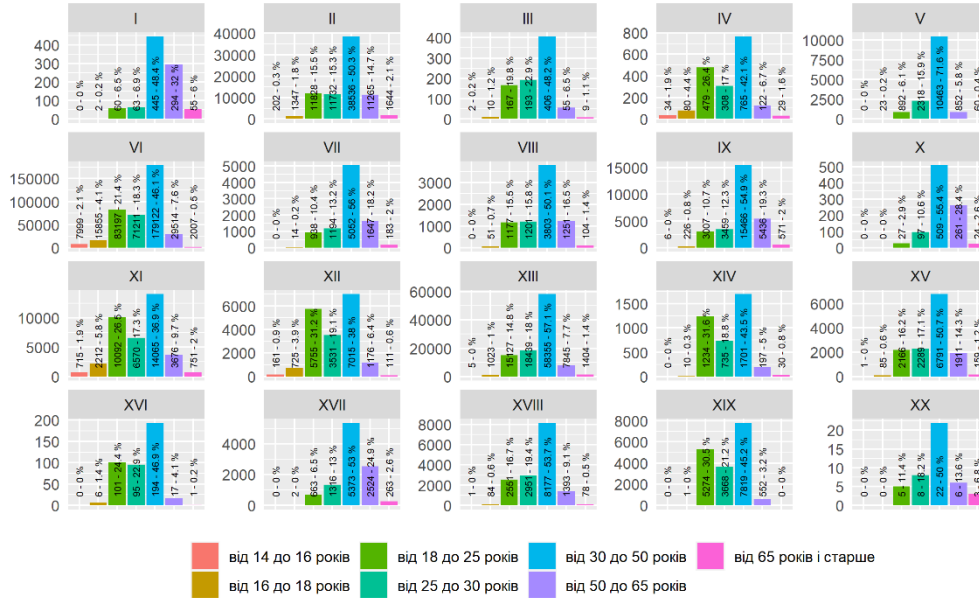 I
400
300
200
100
0
0 - 0 %
2 - 0.2 %
60 - 6.5 %
63 - 6.9 %
445 - 48.4 %
294 - 32 %
55 - 6 %
II
40000
30000
20000
10000
0
202 - 0.3 %
1347 - 1.8 %
11828 - 15.5 %
11732 - 15.3 %
38536 - 50.3 %
11265 - 14.7 %
1644 - 2.1 %
III
400
300
200
100
0
2 - 0.2 %
10 - 1.2 %
167 - 19.8 %
193 - 22.9 %
406 - 48.2 %
55 - 6.5 %
9 - 1.1 %
IV
800
600
400
200
0
34 - 1.9 %
80 - 4.4 %
479 - 26.4 %
308 - 17 %
765 - 42.1 %
122 - 6.7 %
29 - 1.6 %
V
10000
7500
5000
2500
0
0 - 0 %
23 - 0.2 %
892 - 6.1 %
2318 - 15.9 %
10463 - 71.6 %
852 - 5.8 %
60 - 0.4 %
VI
150000
100000
50000
0
7999 - 2.1 %
15855 - 4.1 %
83197 - 21.4 %
71211 - 18.3 %
179122 - 46.1 %
29514 - 7.6 %
2007 - 0.5 %
VII
5000
4000
3000
2000
1000
0
0 - 0 %
14 - 0.2 %
938 - 10.4 %
1194 - 13.2 %
5052 - 56 %
1647 - 18.2 %
183 - 2 %
VIII
3000
2000
1000
0
0 - 0 %
51 - 0.7 %
1177 - 15.5 %
1201 - 15.8 %
3803 - 50.1 %
1251 - 16.5 %
104 - 1.4 %
IX
15000
10000
5000
0
6 - 0 %
226 - 0.8 %
3007 - 10.7 %
3459 - 12.3 %
15466 - 54.9 %
5436 - 19.3 %
571 - 2 %
X
500
400
300
200
100
0
0 - 0 %
0 - 0 %
27 - 2.9 %
97 - 10.6 %
509 - 55.4 %
261 - 28.4 %
24 - 2.6 %
XI
10000
5000
0
715 - 1.9 %
2212 - 5.8 %
10092 - 26.5 %
6570 - 17.3 %
14065 - 36.9 %
3676 - 9.7 %
751 - 2 %
XII
6000
4000
2000
0
161 - 0.9 %
725 - 3.9 %
5755 - 31.2 %
3531 - 19.1 %
7015 - 38 %
1176 - 6.4 %
111 - 0.6 %
XIII
60000
40000
20000
0
5 - 0 %
1023 - 1 %
15127 - 14.8 %
18439 - 18 %
58355 - 57.1 %
7845 - 7.7 %
1404 - 1.4 %
XIV
1500
1000
500
0
0 - 0 %
10 - 0.3 %
1234 - 31.6 %
735 - 18.8 %
1701 - 43.5 %
197 - 5 %
30 - 0.8 %
XV
6000
4000
2000
0
1 - 0 %
85 - 0.6 %
2166 - 16.2 %
2289 - 17.1 %
6791 - 50.7 %
1911 - 14.3 %
159 - 1.2 %
XVI
200
150
100
50
0
0 - 0 %
6 - 1.4 %
101 - 24.4 %
95 - 22.9 %
194 - 46.9 %
17 - 4.1 %
1 - 0.2 %
XVII
4000
2000
0
0 - 0 %
2 - 0 %
663 - 6.5 %
1316 - 13 %
5373 - 53 %
2524 - 24.9 %
263 - 2.6 %
XVIII
8000
6000
4000
2000
0
1 - 0 %
84 - 0.6 %
2551 - 16.7 %
2951 - 19.4 %
8177 - 53.7 %
1393 - 9.1 %
78 - 0.5 %
XIX
8000
6000
4000
2000
0
0 - 0 %
1 - 0 %
5274 - 30.5 %
3668 - 21.2 %
7819 - 45.2 %
552 - 3.2 %
0 - 0 %
XX
20
15
10
5
0
0 - 0 %
0 - 0 %
5 - 11.4 %
8 - 18.2 %
22 - 50 %
6 - 13.6 %
3 - 6.8 %
від 14 до 16 років
від 18 до 25 років
від 30 до 50 років
від 65 років і старше
від 16 до 18 років
від 25 до 30 років
від 50 до 65 років